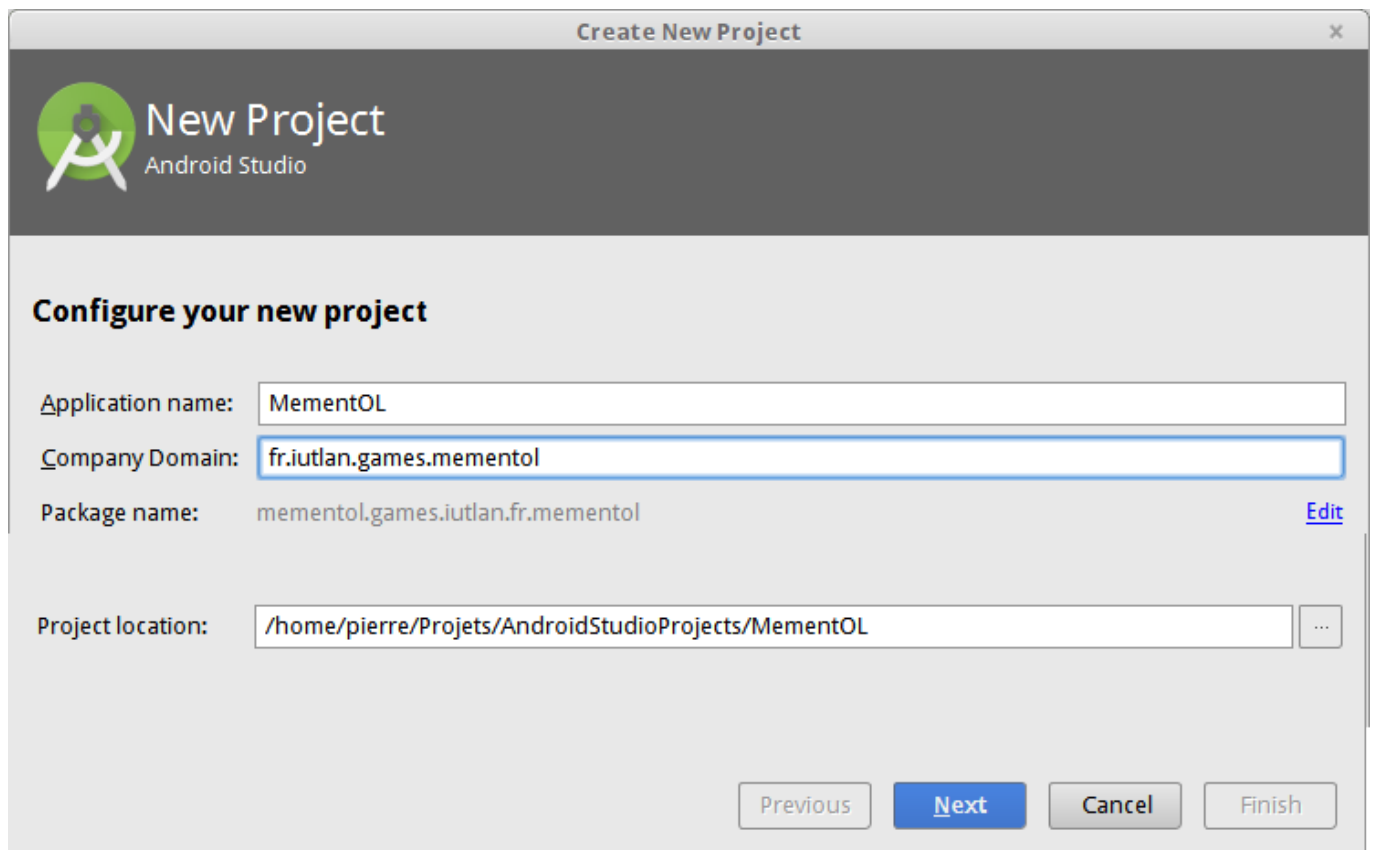 Create New Project ×
New Project
Android Studio
Configure your new project
Application name: MementOL
Company Domain: fr.iutlan.games.mementol
Package name: mementol.games.iutlan.fr.mementol Edit
Project location: /home/pierre/Projets/AndroidStudioProjects/MementOL ...
Previous Next Cancel Finish